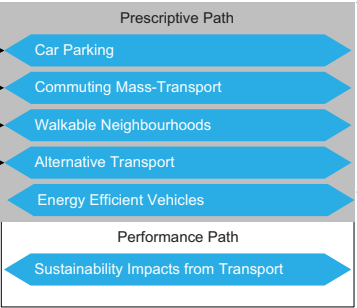 Prescriptive Path
Car Parking
Commuting Mass-Transport
Walkable Neighbourhoods
Alternative Transport
Energy Efficient Vehicles
Performance Path
Sustainability Impacts from Transport